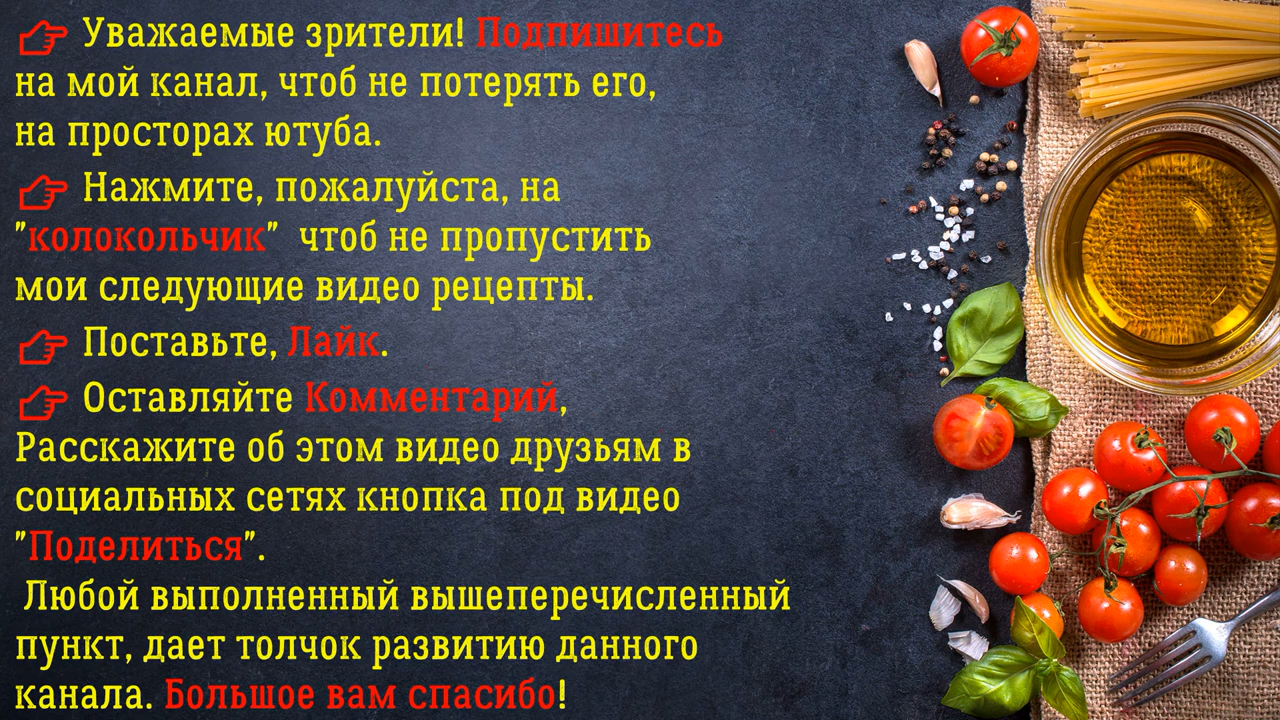 Уважаемые зрители! Подпишитесь
на мой канал, чтоб не потерять его,
на просторах ютуба.
Нажмите, пожалуйста, на
"колокольчик" чтоб не пропустить
мои следующие видео рецепты.
Поставьте, Лайк.
Оставляйте Комментарий,
Расскажите об этом видео друзьям в
социальных сетях кнопка под видео
"Поделиться".
Любой выполненный вышеперечисленный
пункт, дает толчок развитию данного
канала. Большое вам спасибо!